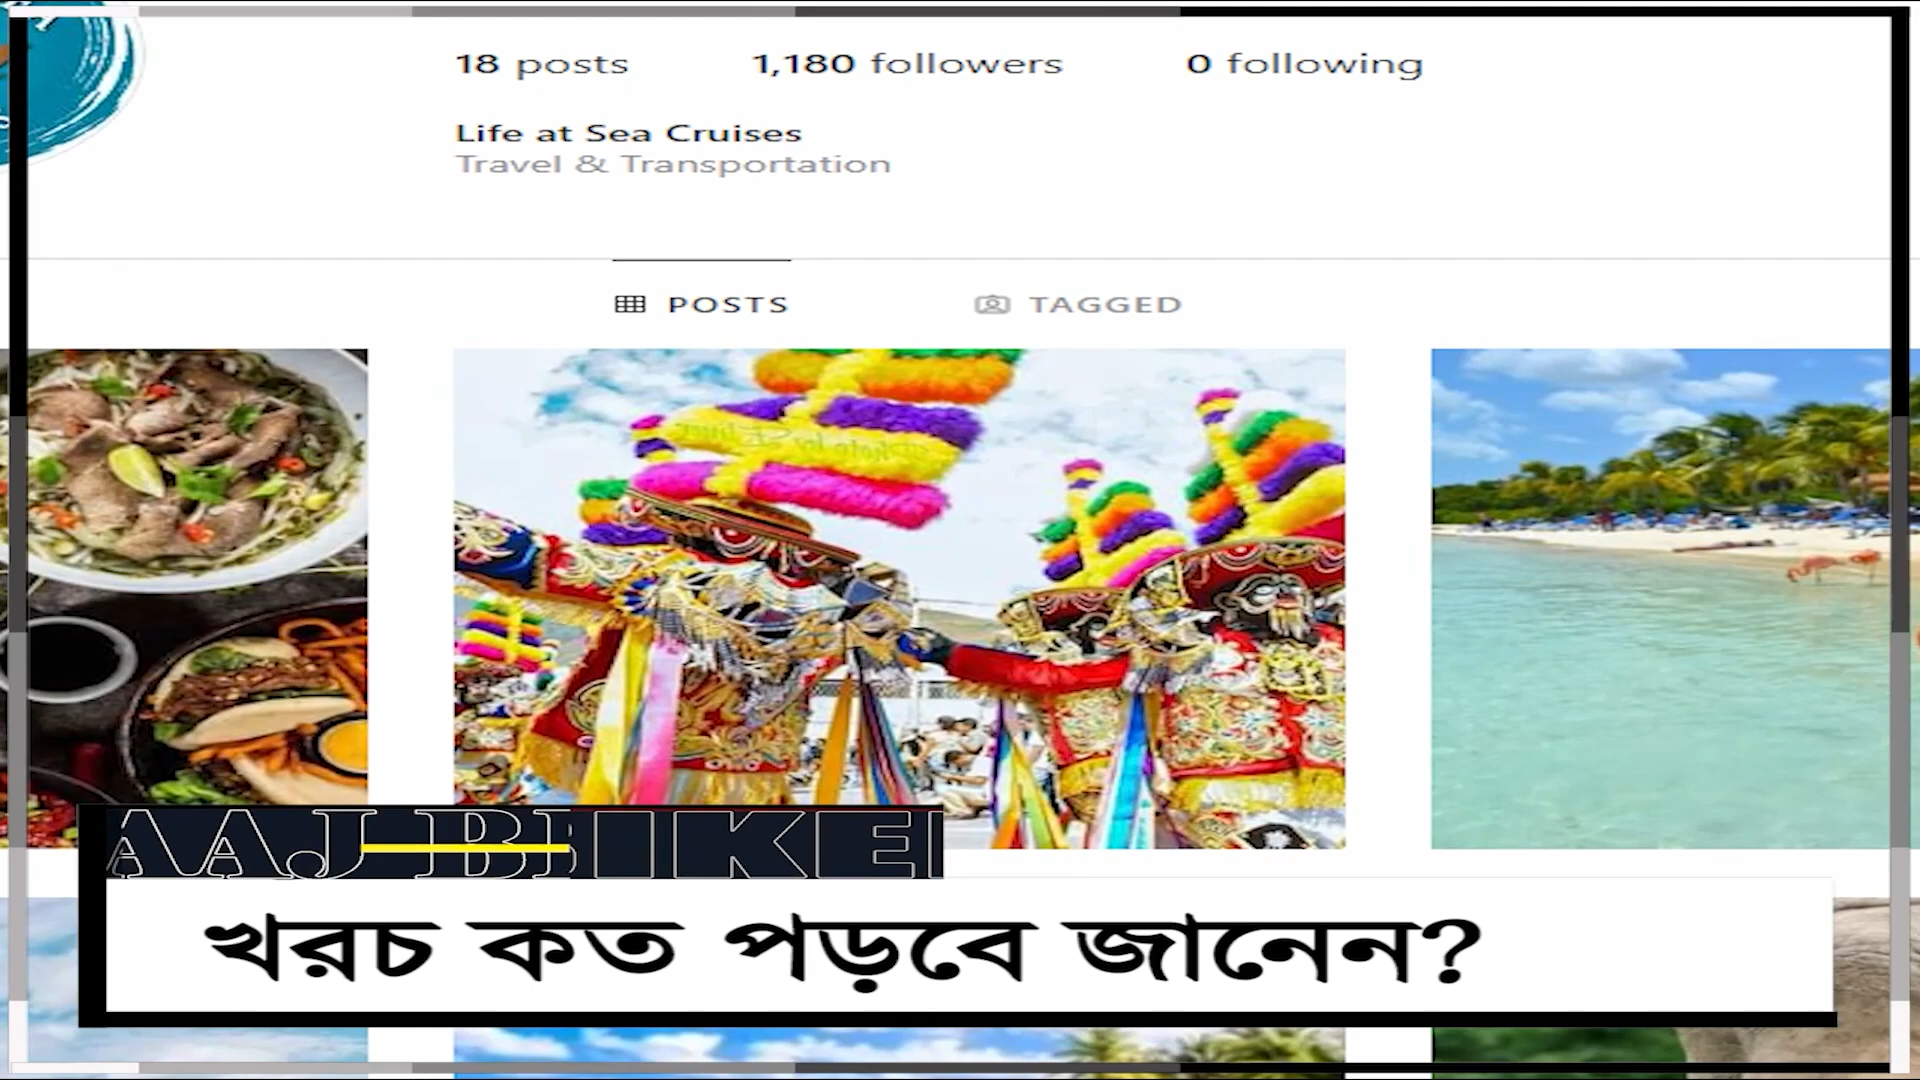 18 posts 1,180 followers 0 following
Life at Sea Cruises
Travel & Transportation
POSTS TAGGED
AAJ
খরচ কত পড়বে জানেন?